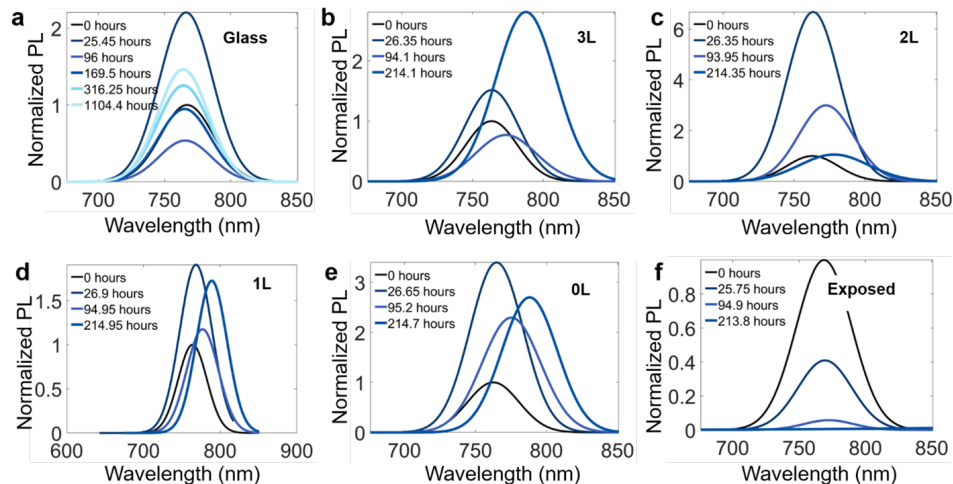 a
Glass
0 hours
25.45 hours
96 hours
169.5 hours
316.25 hours
1104.4 hours
Normalized PL
2
1
0
700
750
800
850
Wavelength (nm)
b
3L
0 hours
26.35 hours
94.1 hours
214.1 hours
Normalized PL
2
1
0
700
750
800
850
Wavelength (nm)
c
2L
0 hours
26.35 hours
93.95 hours
214.35 hours
Normalized PL
6
4
2
0
700
750
800
850
Wavelength (nm)
d
1L
0 hours
26.9 hours
94.95 hours
214.95 hours
Normalized PL
1.5
1
0.5
0
600
700
800
900
Wavelength (nm)
e
0L
0 hours
26.65 hours
95.2 hours
214.7 hours
Normalized PL
3
2
1
0
700
750
800
850
Wavelength (nm)
f
Exposed
0 hours
25.75 hours
94.9 hours
213.8 hours
Normalized PL
1
0.8
0.6
0.4
0.2
0
700
750
800
850
Wavelength (nm)